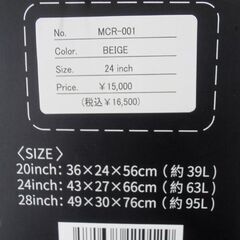 No. MCR-001
Color. BEIGE
Size. 24 inch
Price. ￥15,000
(税込￥16,500)
〈SIZE〉
20inch: 36×24×56cm (約39L)
24inch: 43×27×66cm (約63L)
28inch: 49×30×76cm (約95L)